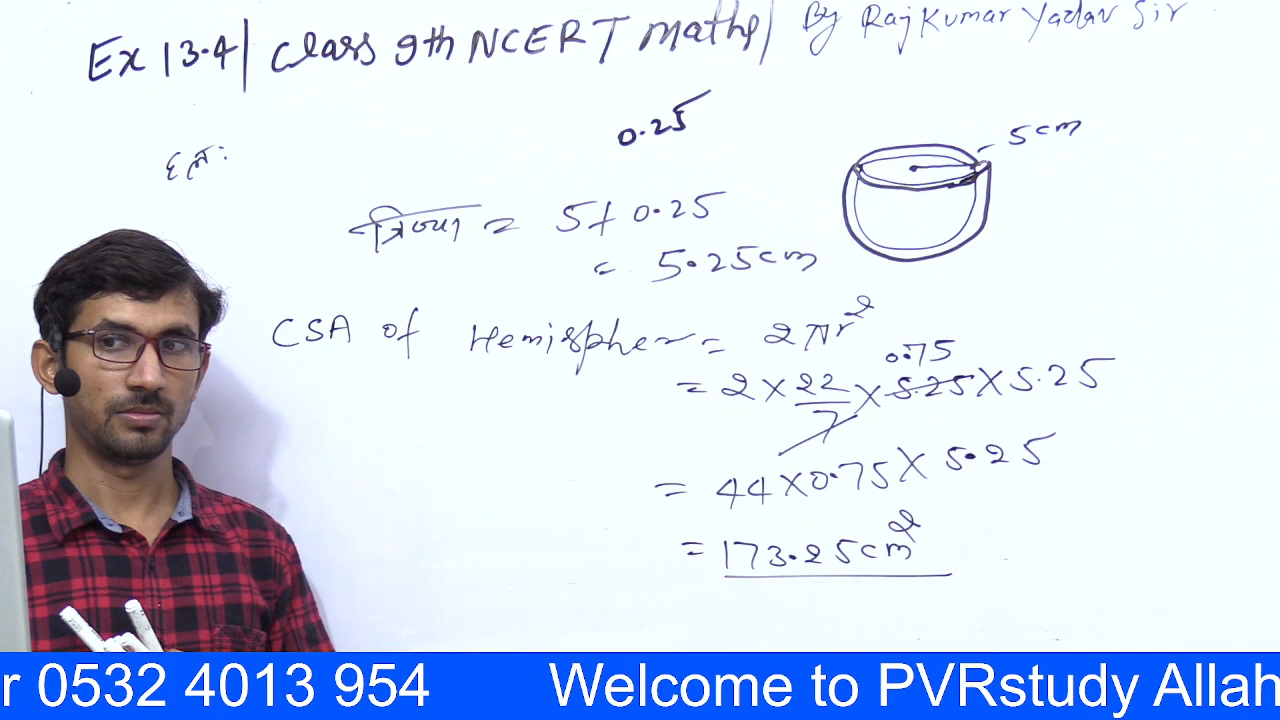 Ex 13.4 | Class 9th NCERT maths | By Raj Kumar Yadav Sir
0.25
5cm
हल:
त्रिज्या = 5+0.25
= 5.25cm
CSA of Hemispher = 2πr²
0.75
= 2 × 22/7 × 5.25 × 5.25
= 44×0.75×5.25
= 173.25cm²
r 0532 4013 954 Welcome to PVRstudy Allah